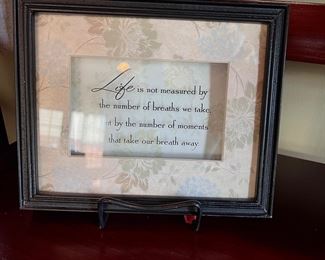 Life is not measured by
the number of breaths we take,
but by the number of moments
that take our breath away